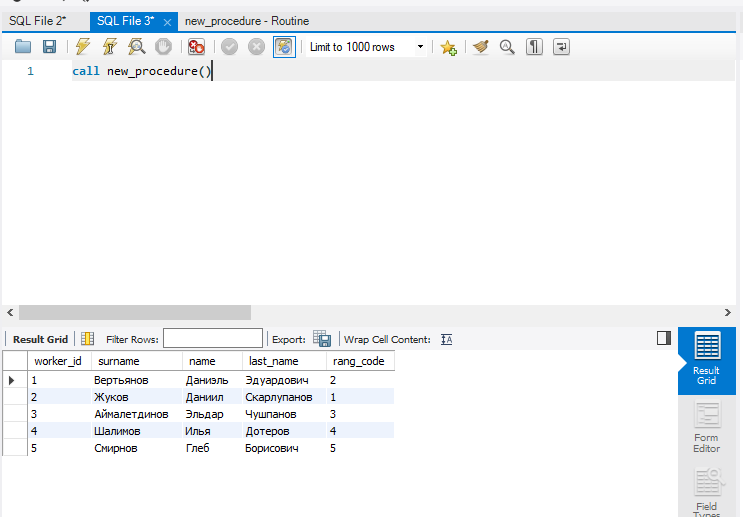 SQL File 2* SQL File 3* × new_procedure - Routine
Limit to 1000 rows
1 call new_procedure()
Result Grid Filter Rows: Export: Wrap Cell Content: IA
worker_id surname name last_name rang_code
1 Вертьянов Даниэль Эдуардович 2
2 Жуков Даниил Скарлупанов 1
3 Аймалетдинов Эльдар Чушпанов 3
4 Шалимов Илья Дотеров 4
5 Смирнов Глеб Борисович 5
Result
Grid
Form
Editor
Field
Types